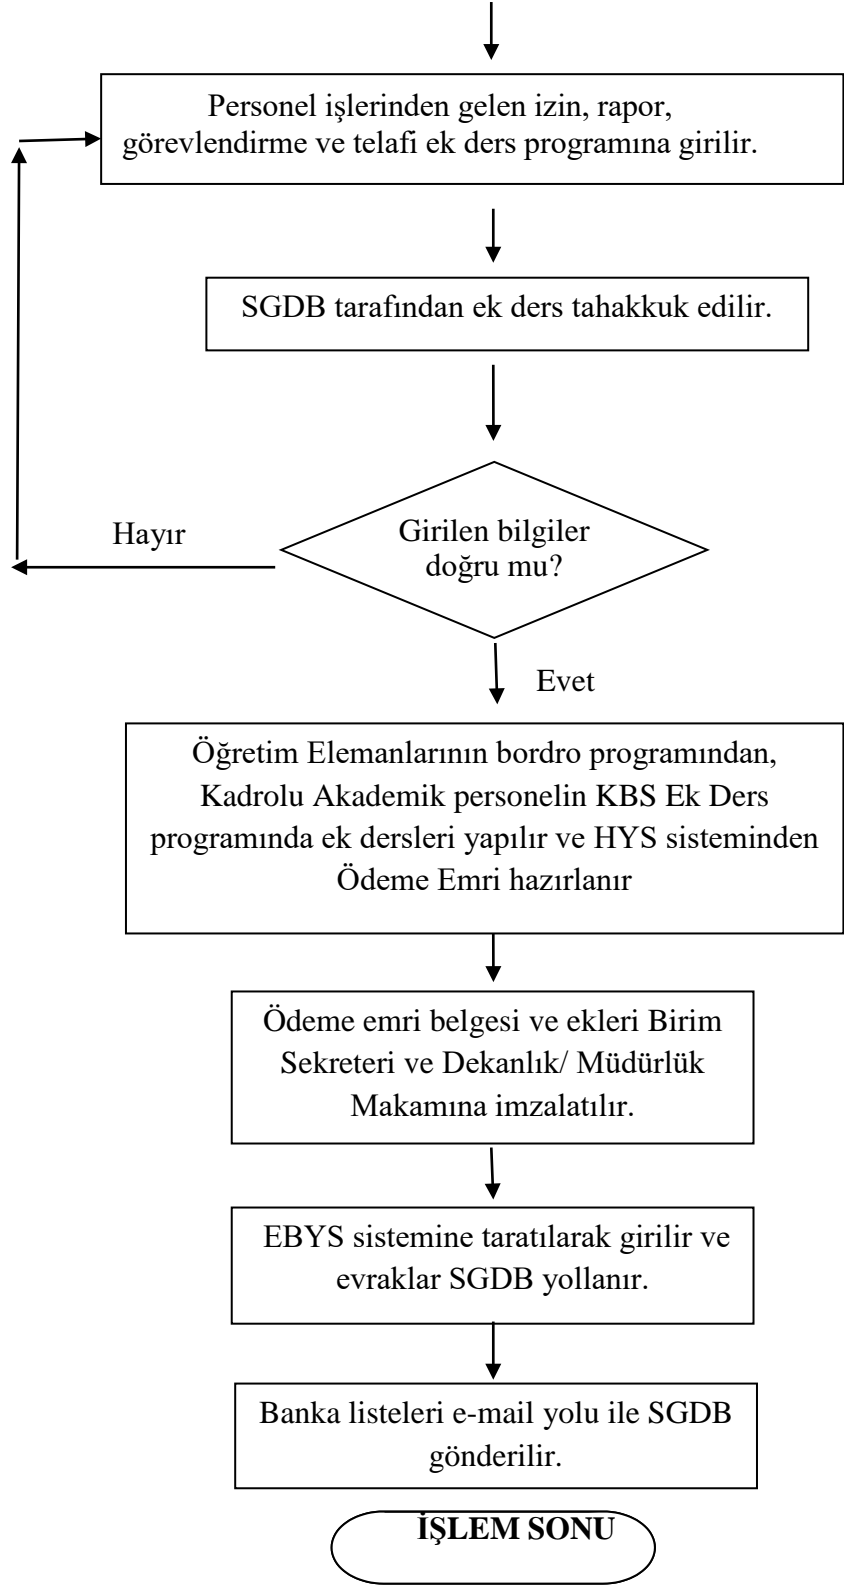 Personel işlerinden gelen izin, rapor,
görevlendirme ve telafi ek ders programına girilir.
SGDB tarafından ek ders tahakkuk edilir.
Hayır
Girilen bilgiler
doğru mu?
Evet
Öğretim Elemanlarının bordro programından,
Kadrolu Akademik personelin KBS Ek Ders
programında ek dersleri yapılır ve HYS sisteminden
Ödeme Emri hazırlanır
Ödeme emri belgesi ve ekleri Birim
Sekreteri ve Dekanlık/ Müdürlük
Makamına imzalatılır.
EBYS sistemine taratılarak girilir ve
evraklar SGDB yollanır.
Banka listeleri e-mail yolu ile SGDB
gönderilir.
İŞLEM SONU